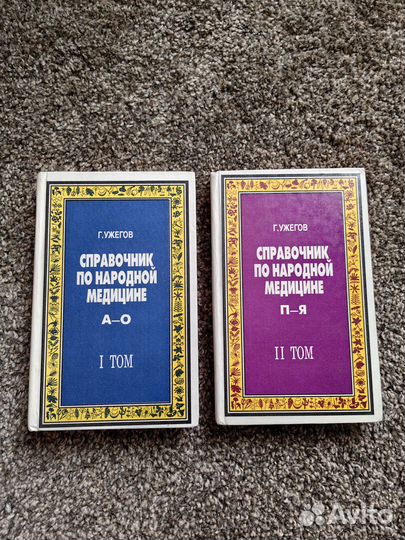 Г. УЖЕГОВ
СПРАВОЧНИК
ПО НАРОДНОЙ
МЕДИЦИНЕ
А—О
I ТОМ
Г. УЖЕГОВ
СПРАВОЧНИК
ПО НАРОДНОЙ
МЕДИЦИНЕ
П—Я
II ТОМ
Avito